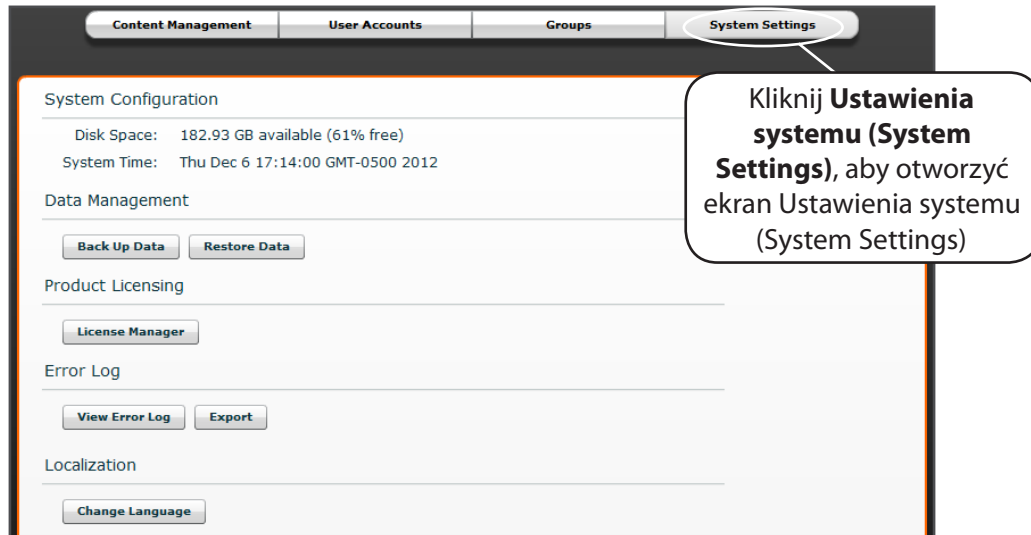 Content Management User Accounts Groups System Settings
System Configuration
Disk Space: 182.93 GB available (61% free)
System Time: Thu Dec 6 17:14:00 GMT-0500 2012
Data Management
Back Up Data Restore Data
Product Licensing
License Manager
Error Log
View Error Log Export
Localization
Change Language
Kliknij Ustawienia
systemu (System
Settings), aby otworzyć
ekran Ustawienia systemu
(System Settings)